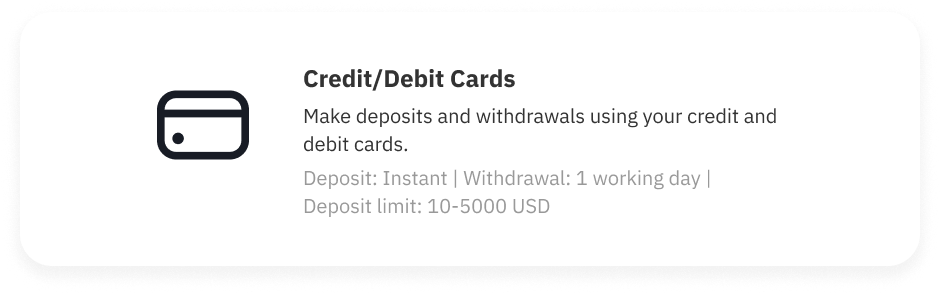 Credit/Debit Cards
Make deposits and withdrawals using your credit and
debit cards.
Deposit: Instant | Withdrawal: 1 working day |
Deposit limit: 10-5000 USD